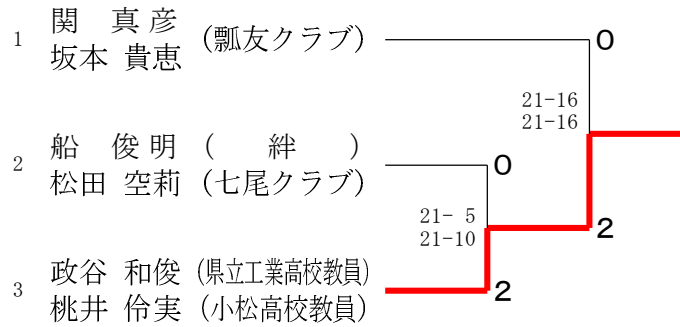 1 関 真彦 (瓢友クラブ)
坂本 貴恵
0
21-16
21-16
2 船 俊明 ( 絆 )
松田 空莉 (七尾クラブ)
0
21- 5
21-10
2
3 政谷 和俊 (県立工業高校教員)
桃井 伶実 (小松高校教員)
2